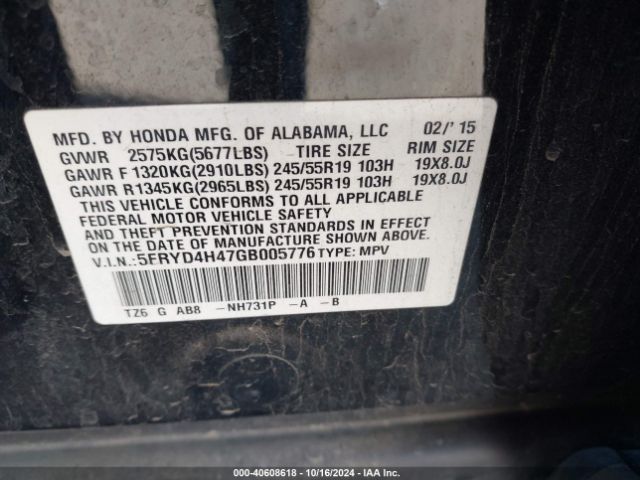 MFD. BY HONDA MFG. OF ALABAMA, LLC 02/'15
GVWR 2575KG(5677LBS) TIRE SIZE RIM SIZE
GAWR F 1320KG(2910LBS) 245/55R19 103H 19X8.0J
GAWR R1345KG(2965LBS) 245/55R19 103H 19X8.0J
THIS VEHICLE CONFORMS TO ALL APPLICABLE
FEDERAL MOTOR VEHICLE SAFETY
AND THEFT PREVENTION STANDARDS IN EFFECT
ON THE DATE OF MANUFACTURE SHOWN ABOVE.
V.I.N.:5FRYD4H47GB005776 TYPE: MPV
TZ6 G AB8 -NH731P -A -B
000-40608618 - 10/16/2024 - IAA Inc.